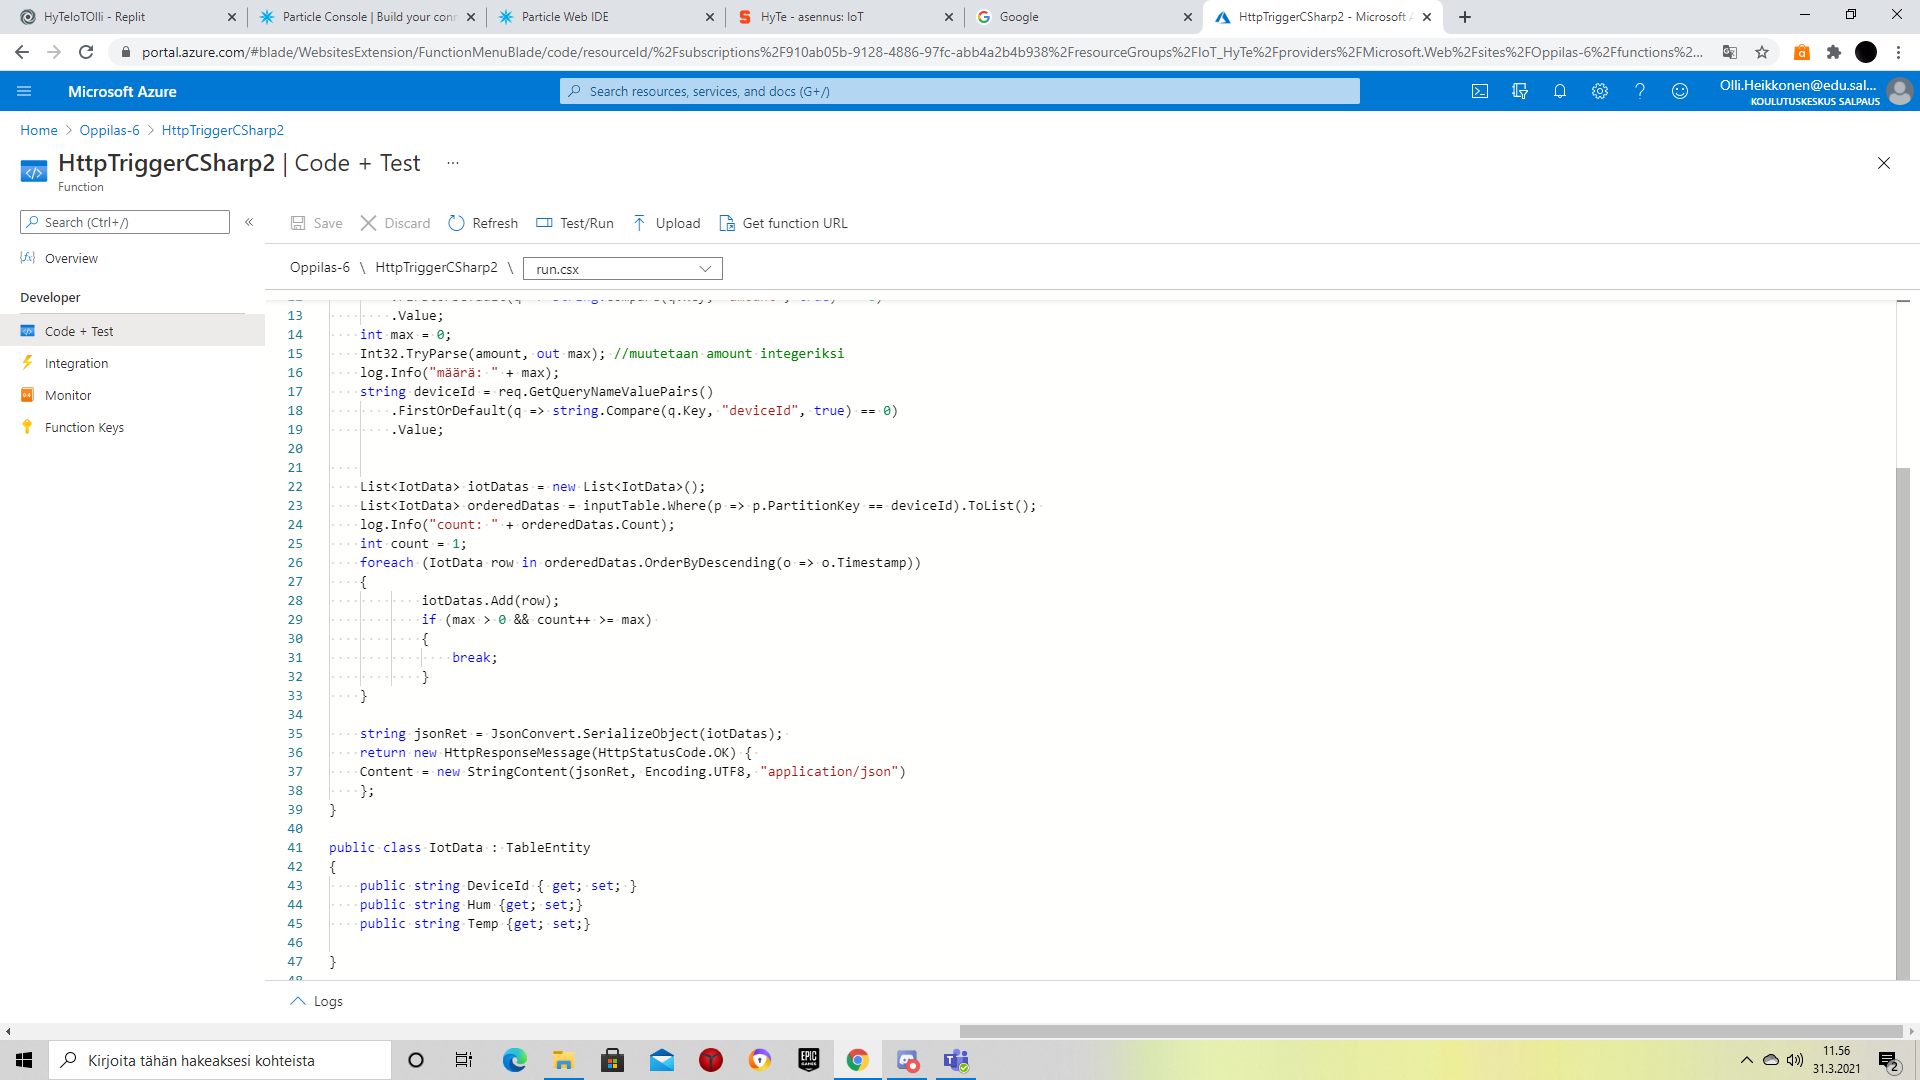 HyTeIoTOlli - Replit
Particle Console | Build your conn
Particle Web IDE
HyTe - asennus: IoT
Google
HttpTriggerCSharp2 - Microsoft A
portal.azure.com/#blade/WebsitesExtension/FunctionMenuBlade/code/resourceId/%2Fsubscriptions%2F910ab05b-9128-4886-97fc-abb4a2b4b938%2FresourceGroups%2FIoT_HyTe%2Fproviders%2FMicrosoft.Web%2Fsites%2FOppilas-6%2Ffunctions%2...
Microsoft Azure
Search resources, services, and docs (G+/)
Olli.Heikkonen@edu.sal...
KOULUTUSKESKUS SALPAUS
Home > Oppilas-6 > HttpTriggerCSharp2
HttpTriggerCSharp2 | Code + Test ...
Function
Search (Ctrl+/) «
Save Discard Refresh Test/Run Upload Get function URL
Overview
Oppilas-6 \ HttpTriggerCSharp2 \ run.csx
Developer
Code + Test
Integration
Monitor
Function Keys
13 .Value;
14 int max = 0;
15 Int32.TryParse(amount, out max); //muutetaan amount integeriksi
16 log.Info("määrä: " + max);
17 string deviceId = req.GetQueryNameValuePairs()
18 .FirstOrDefault(q => string.Compare(q.Key, "deviceId", true) == 0)
19 .Value;
20
21
22 List<IotData> iotDatas = new List<IotData>();
23 List<IotData> orderedDatas = inputTable.Where(p => p.PartitionKey == deviceId).ToList();
24 log.Info("count: " + orderedDatas.Count);
25 int count = 1;
26 foreach (IotData row in orderedDatas.OrderByDescending(o => o.Timestamp))
27 {
28 iotDatas.Add(row);
29 if (max > 0 && count++ >= max)
30 {
31 break;
32 }
33 }
34
35 string jsonRet = JsonConvert.SerializeObject(iotDatas);
36 return new HttpResponseMessage(HttpStatusCode.OK) {
37 Content = new StringContent(jsonRet, Encoding.UTF8, "application/json")
38 };
39 }
40
41 public class IotData : TableEntity
42 {
43 public string DeviceId { get; set; }
44 public string Hum {get; set;}
45 public string Temp {get; set;}
46
47 }
Logs
Kirjoita tähän hakeaksesi kohteista
EPIC GAMES
11.56
31.3.2021
2